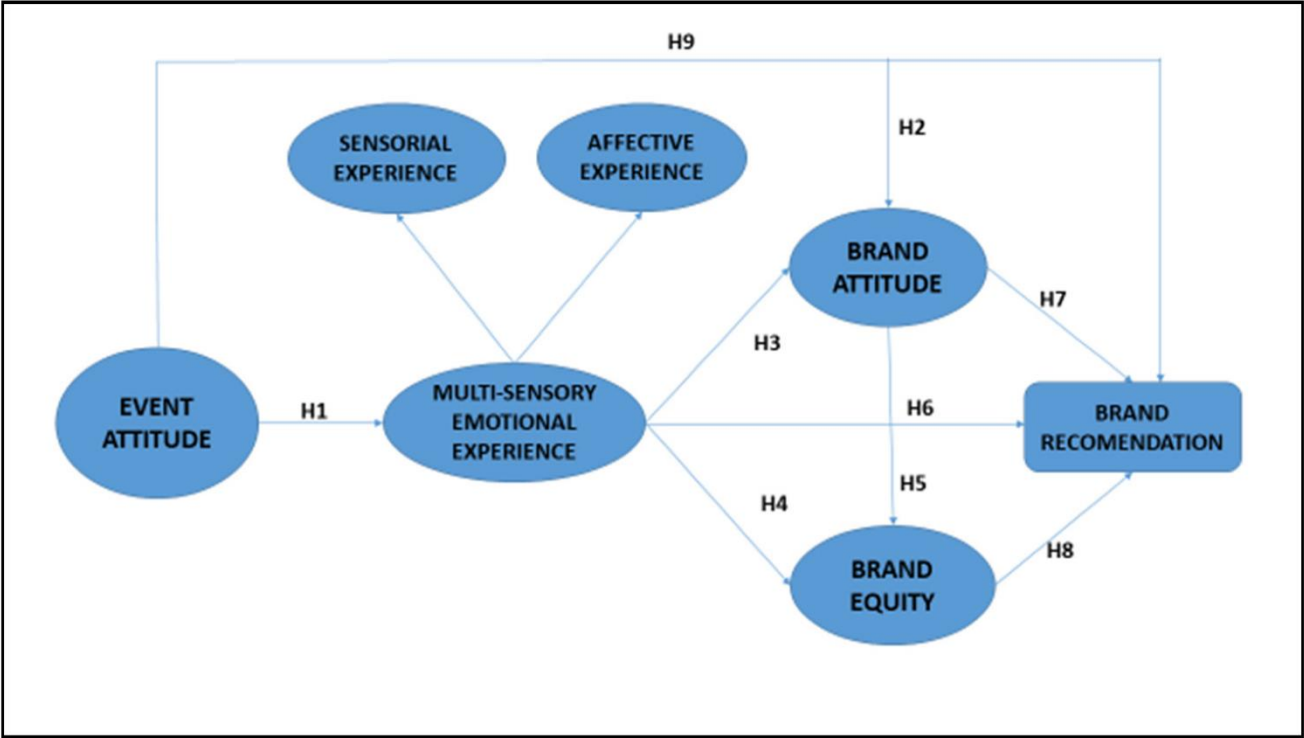 H9
H2
SENSORIAL
EXPERIENCE
AFFECTIVE
EXPERIENCE
BRAND
ATTITUDE
H7
H3
EVENT
ATTITUDE
H1
MULTI-SENSORY
EMOTIONAL
EXPERIENCE
H6
BRAND
RECOMENDATION
H5
H4
H8
BRAND
EQUITY